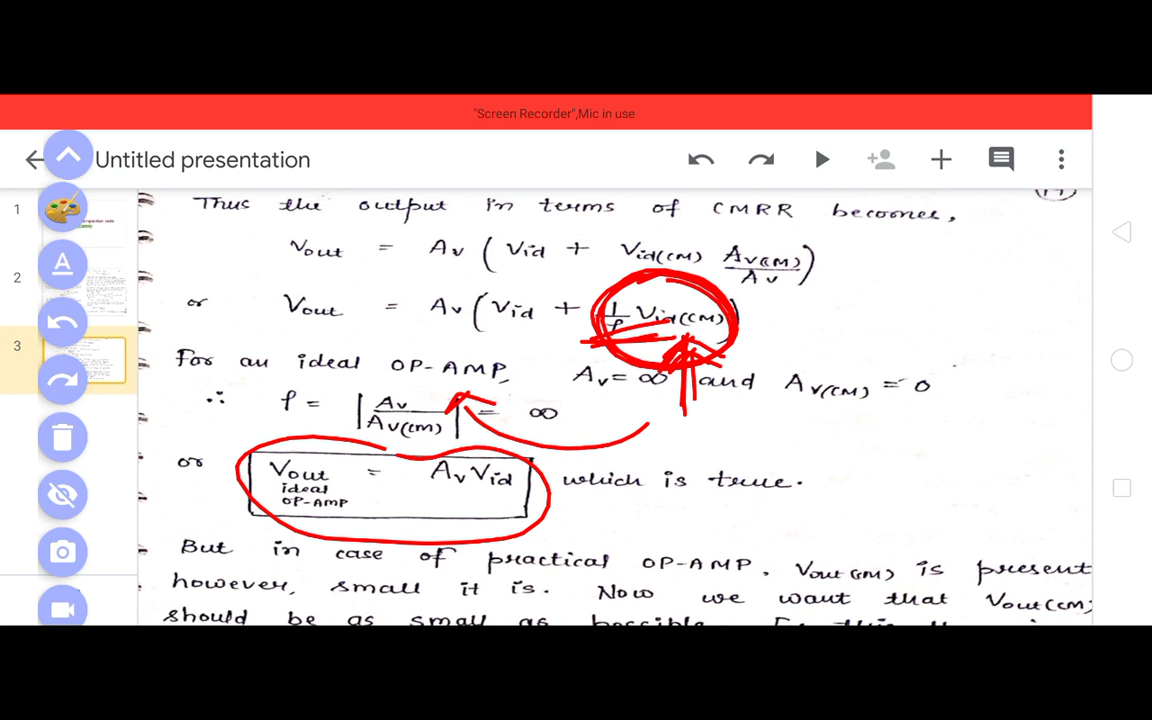 "Screen Recorder",Mic in use
Untitled presentation
1
2
3
Thus the output in terms of CMRR becomes,
Vout = Av ( Vid + Vid(CM) Av(CM)/Av )
or Vout = Av ( Vid + 1/ρ Vid(CM) )
For an ideal OP-AMP, Av = ∞ and Av(CM) = 0
∴ ρ = | Av/Av(CM) | = ∞
or Vout = Av Vid which is true.
ideal
OP-AMP
But in case of practical OP-AMP, Vout(CM) is present
however, small it is. Now we want that Vout(CM)
should be as small as possible.